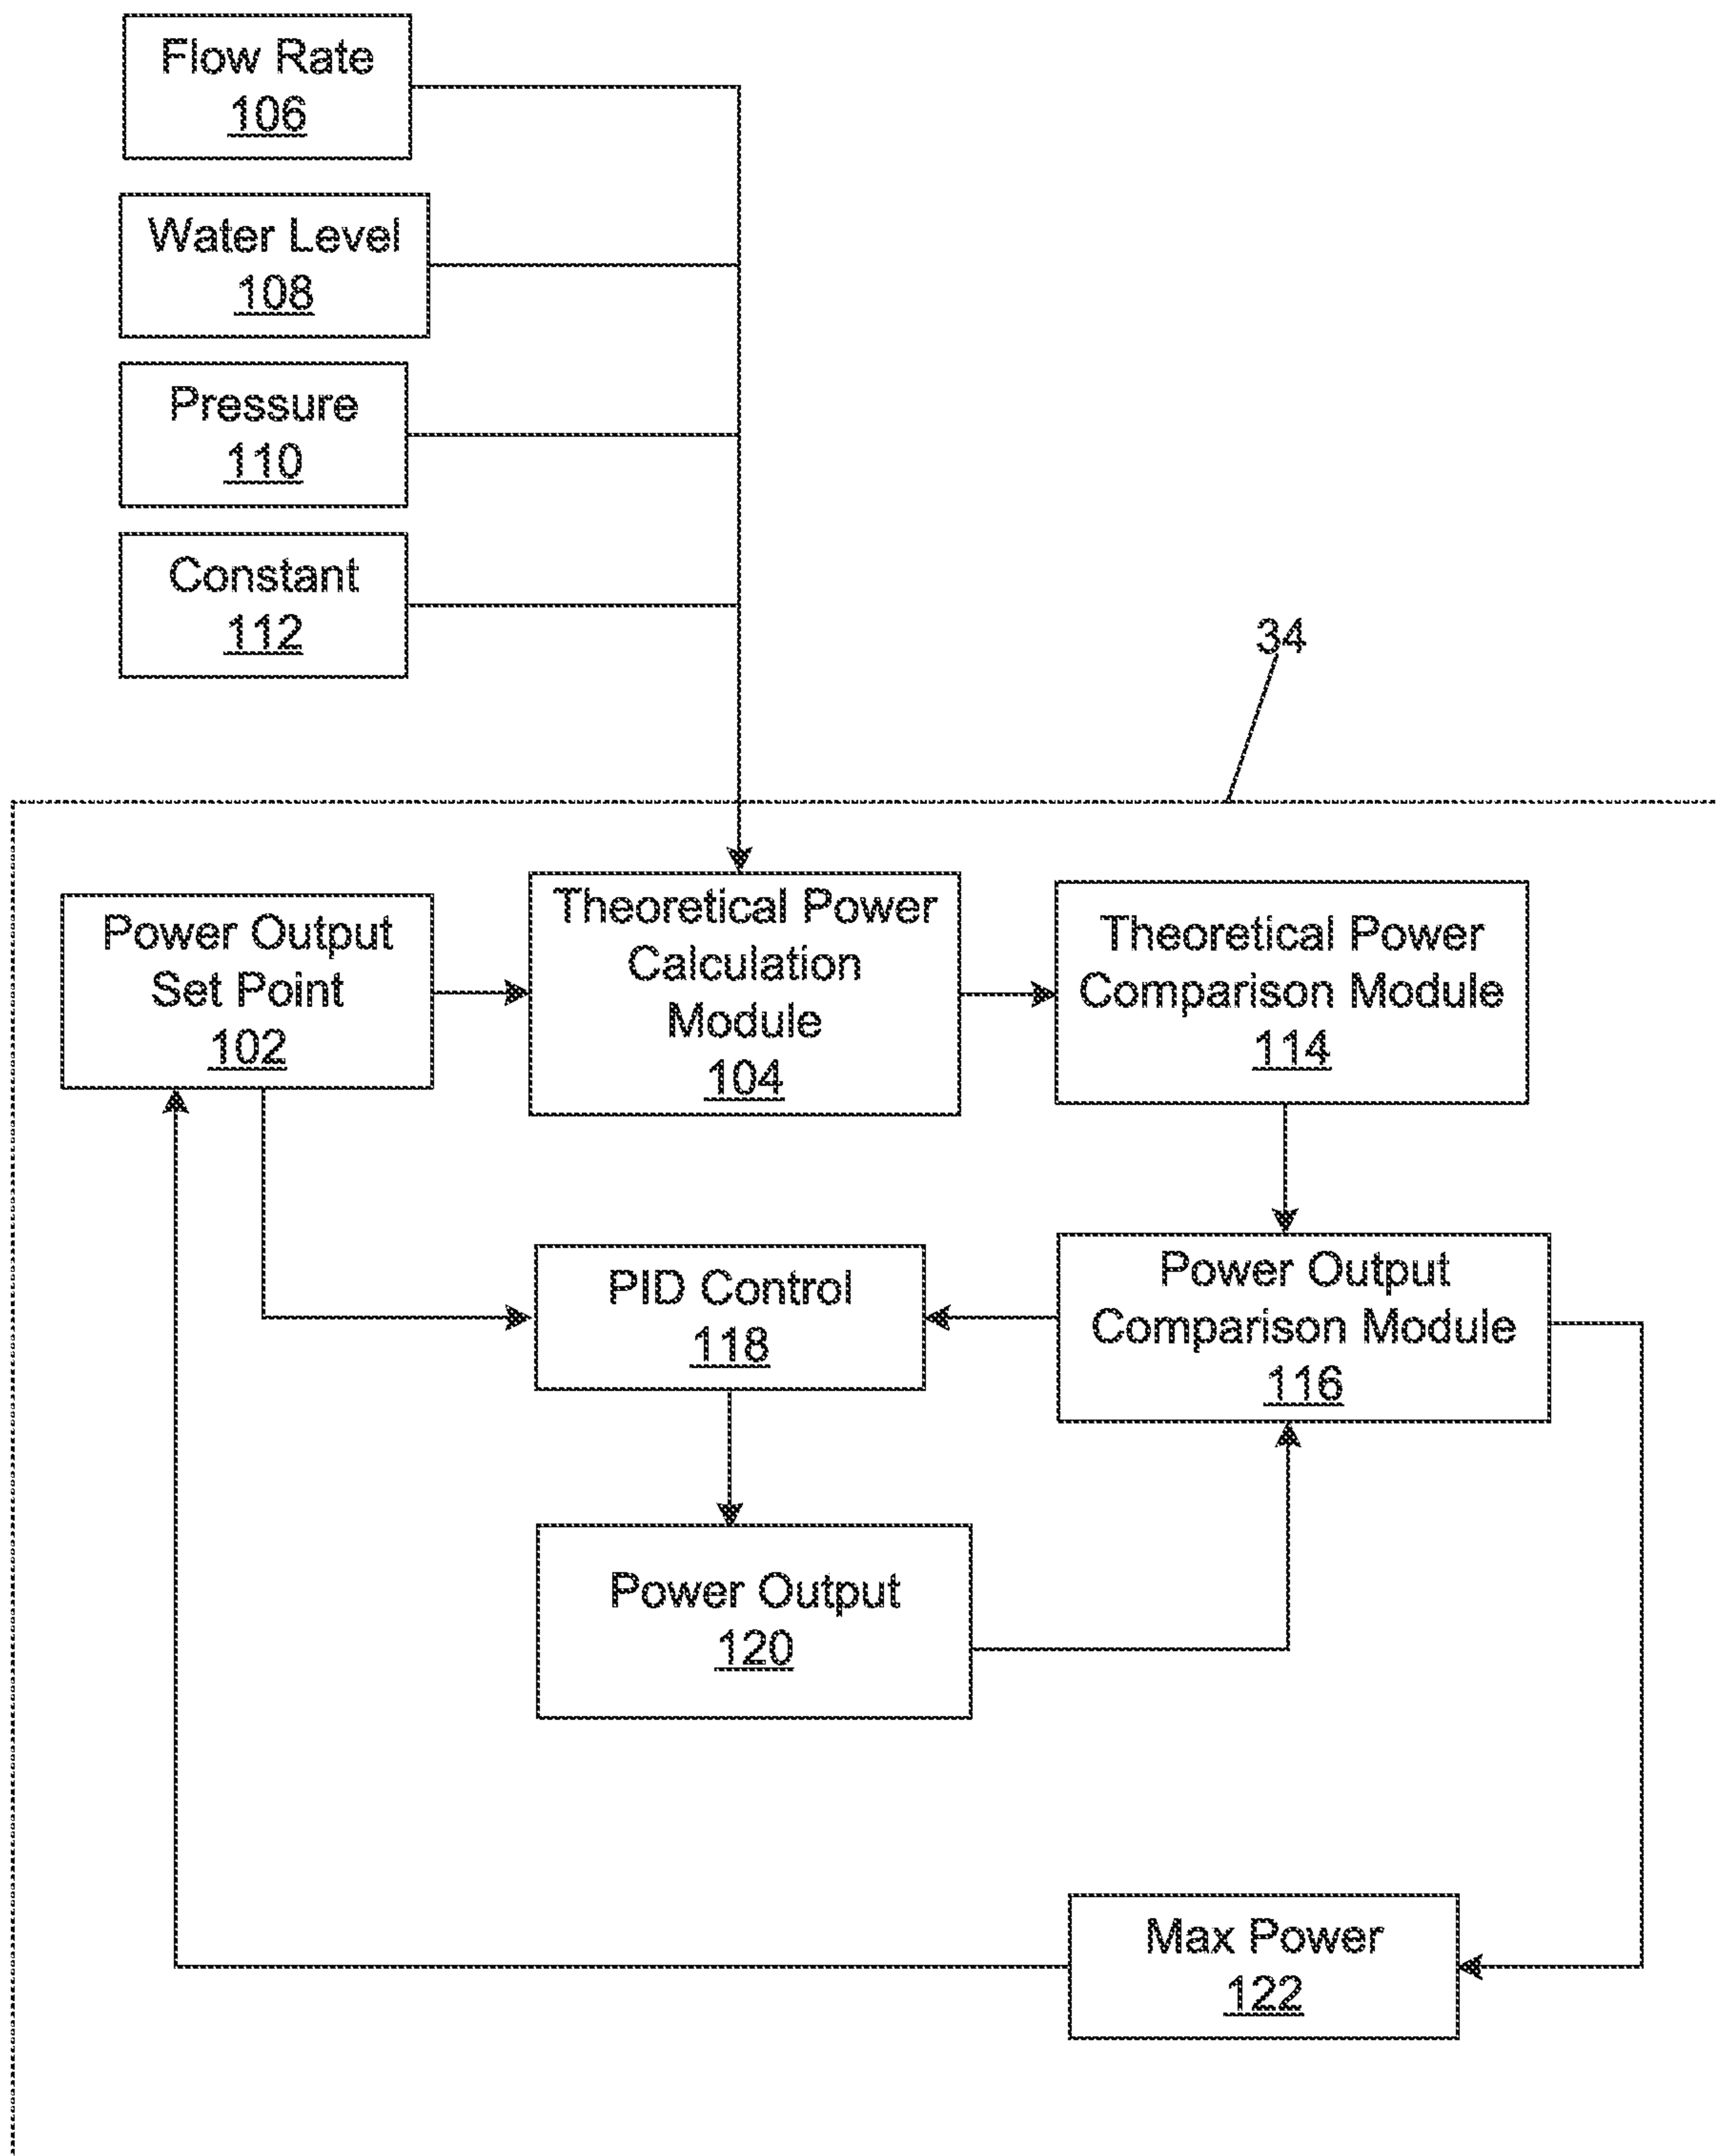 Flow Rate
106
Water Level
108
Pressure
110
Constant
112
34
Power Output
Set Point
102
Theoretical Power
Calculation
Module
104
Theoretical Power
Comparison Module
114
PID Control
118
Power Output
Comparison Module
116
Power Output
120
Max Power
122